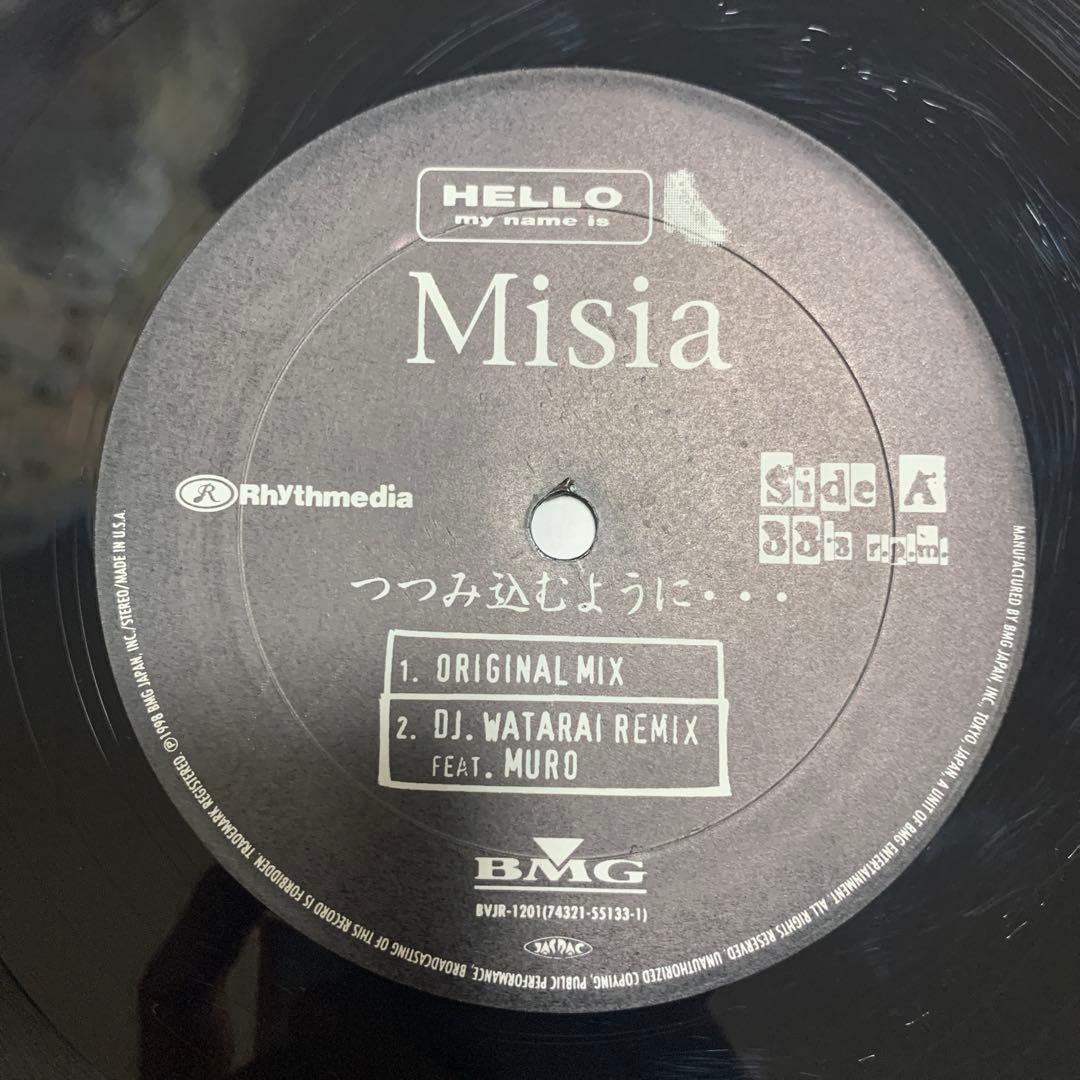 HELLO
my name is
Misia
Rhythmedia
Side A
33⅓ r.p.m.
つつみ込むように・・・
1. ORIGINAL MIX
2. DJ. WATARAI REMIX
FEAT. MURO
BMG
BVJR-1201(74321-55133-1)
JASRAC
MANUFACTURED BY BMG JAPAN, INC, TOKYO, JAPAN, A UNIT OF BMG ENTERTAINMENT. ALL RIGHTS RESERVED. UNAUTHORIZED COPYING, PUBLIC PERFORMANCE, BROADCASTING OF THIS RECORD IS FORBIDDEN. TRADEMARK REGISTERED. ℗1998 BMG JAPAN, INC./STEREO/MADE IN U.S.A.